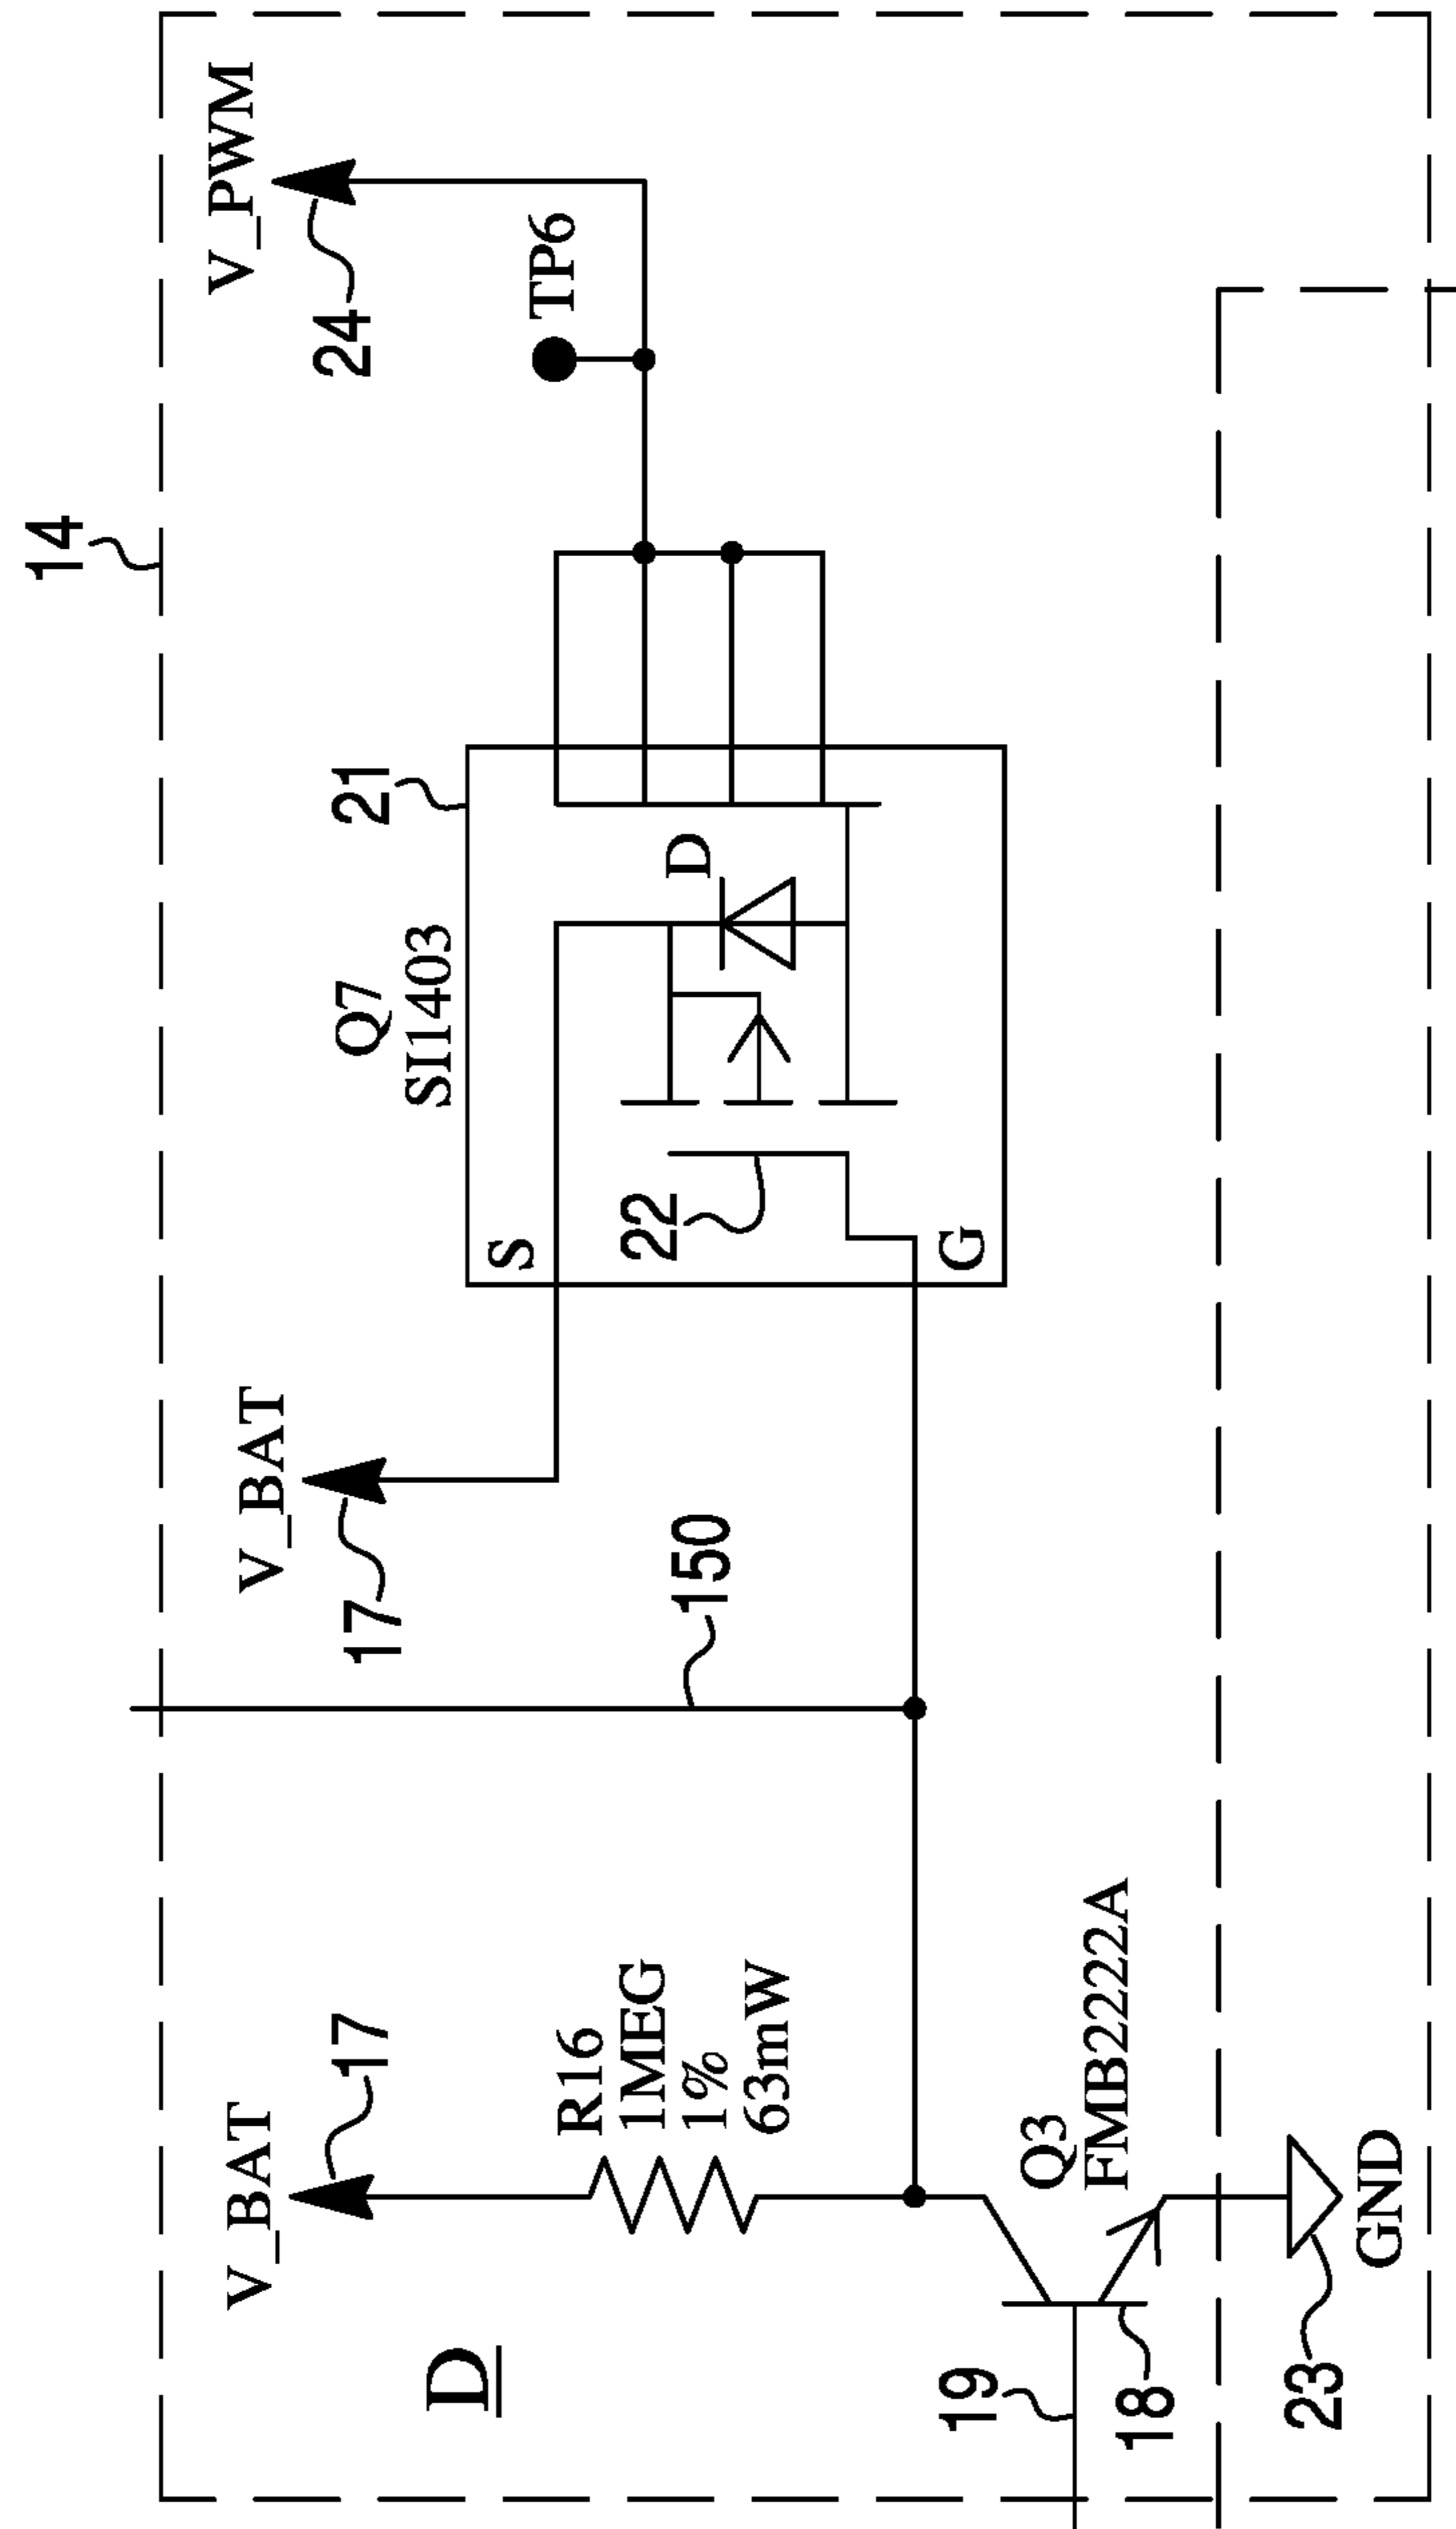 14
V_BAT
17
V_BAT
17
V_PWM
24
D
R16
1MEG
1%
63mW
150
Q7
SI1403
21
TP6
S
D
22
G
Q3
FMB2222A
19
18
23
GND